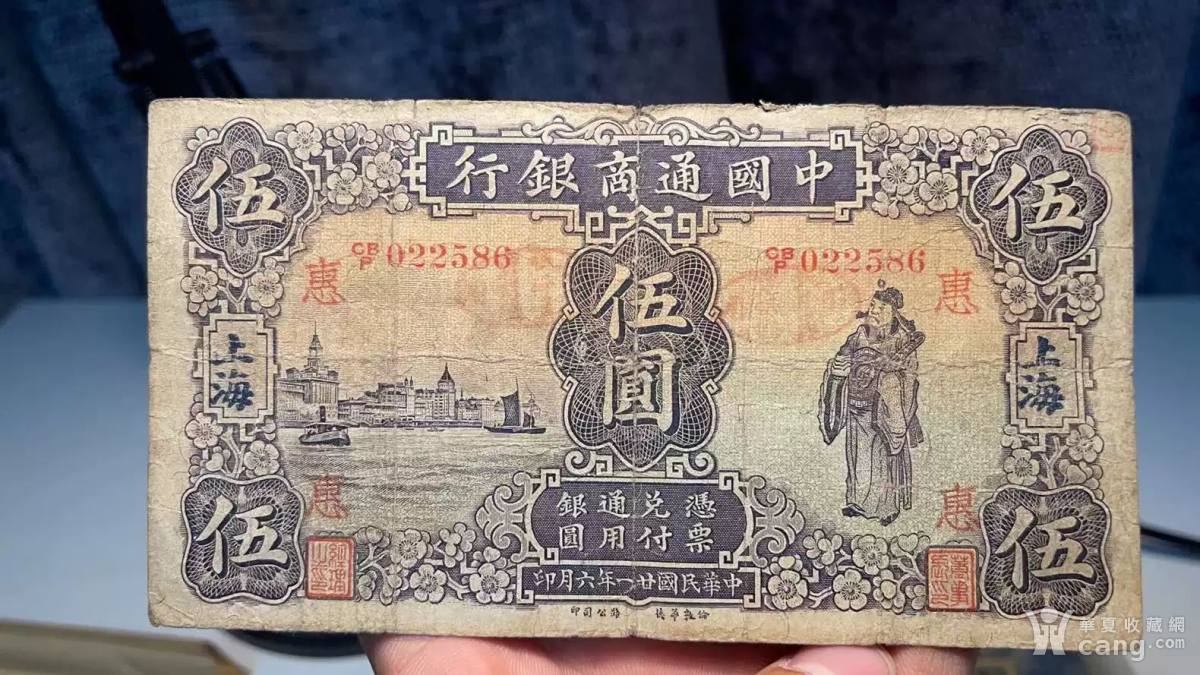 中國通商銀行
伍
伍
CB/P 022586
CB/P 022586
惠
惠
伍圓
上海
上海
惠
惠
憑票
兌付
通用
銀圓
伍
伍
中華民國廿一年六月印
華夏收藏網
cang.com